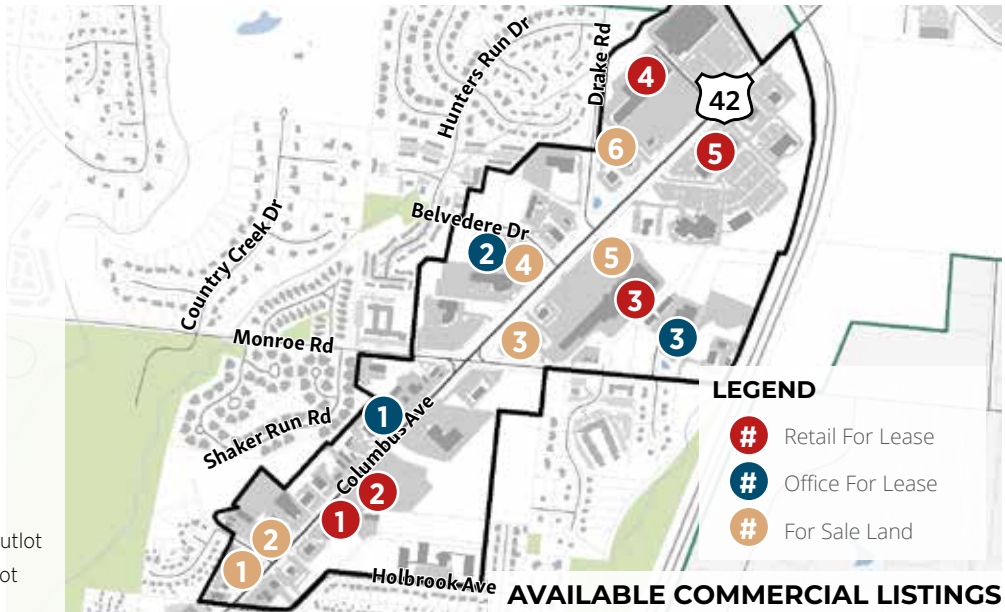 Hunters Run Dr
Drake Rd
4
42
5
6
Belvedere Dr
2
4
5
Country Creek Dr
3
3
Monroe Rd
3
LEGEND
# Retail For Lease
# Office For Lease
# For Sale Land
1
Shaker Run Rd
Columbus Ave
2
1
2
1
utlot
ot
Holbrook Ave
AVAILABLE COMMERCIAL LISTINGS